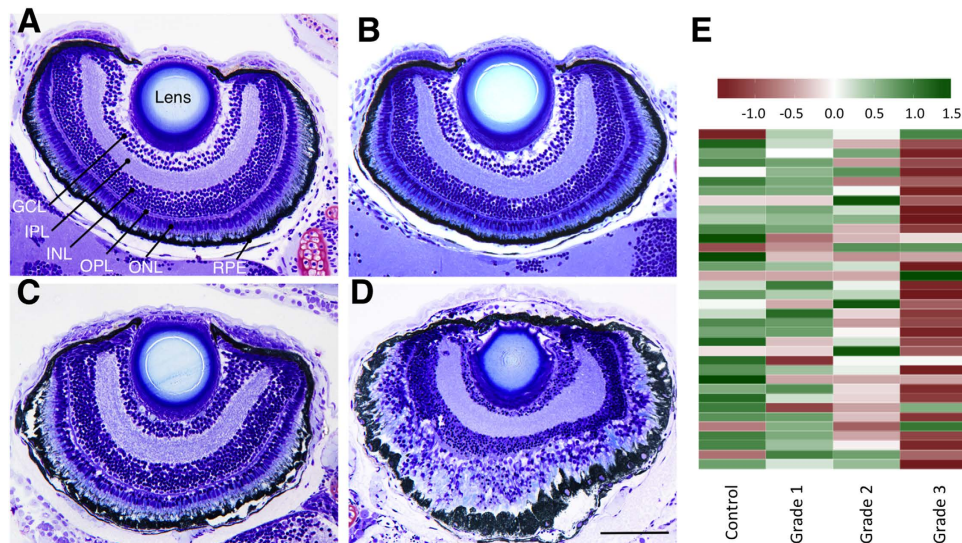 A
B
E
Lens
-1.0 -0.5 0.0 0.5 1.0 1.5
GCL
IPL
INL
OPL
ONL
RPE
C
D
Control
Grade 1
Grade 2
Grade 3